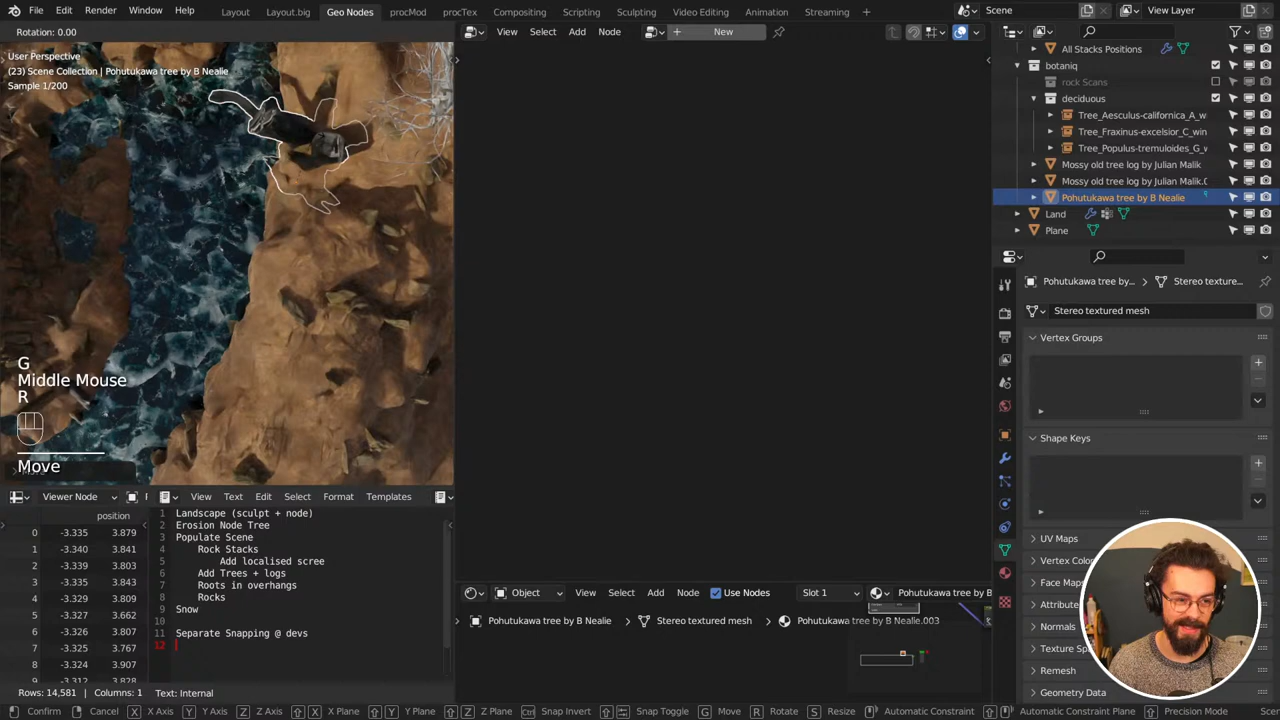 File Edit Render Window Help Layout Layout.big Geo Nodes procMod procTex Compositing Scripting Sculpting Video Editing Animation Streaming + Scene View Layer
Rotation: 0.00
View Select Add Node New
User Perspective
(23) Scene Collection | Pohutukawa tree by B Nealie
Sample 1/200
All Stacks Positions
botaniq
rock Scans
deciduous
Tree_Aesculus-californica_A_w
Tree_Fraxinus-excelsior_C_win
Tree_Populus-tremuloides_G_w
Mossy old tree log by Julian Malik
Mossy old tree log by Julian Malik.0
Pohutukawa tree by B Nealie
Land
Plane
Pohutukawa tree by... Stereo texture...
Stereo textured mesh
Vertex Groups
Shape Keys
G
Middle Mouse
R
Move
UV Maps
Vertex Colo
Face Maps
Attribute
Normals
Texture Sp
Remesh
Geometry Data
Viewer Node View Text Edit Select Format Templates
position
0 -3.335 3.879
1 -3.340 3.841
2 -3.339 3.803
3 -3.335 3.843
4 -3.329 3.809
5 -3.317 3.662
6 -3.326 3.807
7 -3.325 3.767
8 -3.324 3.907
9 -3.312 3.828
1 Landscape (sculpt + node)
2 Erosion Node Tree
3 Populate Scene
4 Rock Stacks
5 Add localised scree
6 Add Trees + logs
7 Roots in overhangs
8 Rocks
9 Snow
10
11 Separate Snapping @ devs
12
Rows: 14,581 | Columns: 1 Text: Internal
Object View Select Add Node Use Nodes Slot 1 Pohutukawa tree by B N
Pohutukawa tree by B Nealie Stereo textured mesh Pohutukawa tree by B Nealie.003
Confirm Cancel X X Axis Y Y Axis Z Z Axis X X Plane Y Y Plane Z Z Plane Snap Invert Snap Toggle G Move R Rotate S Resize Automatic Constraint Automatic Constraint Plane Scen